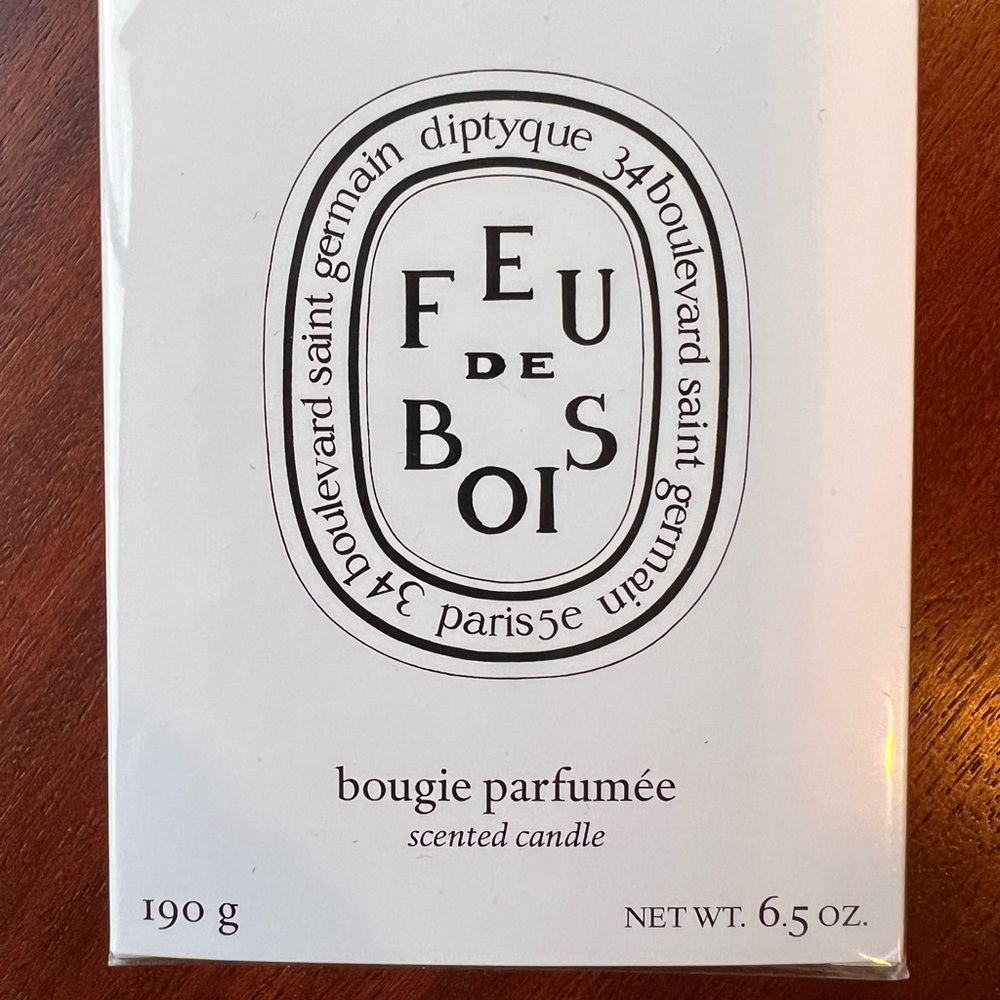 diptyque
34 boulevard saint germain
paris 5e
34 boulevard saint germain
FEU
DE
BOIS
bougie parfumée
scented candle
190 g
NET WT. 6.5 OZ.